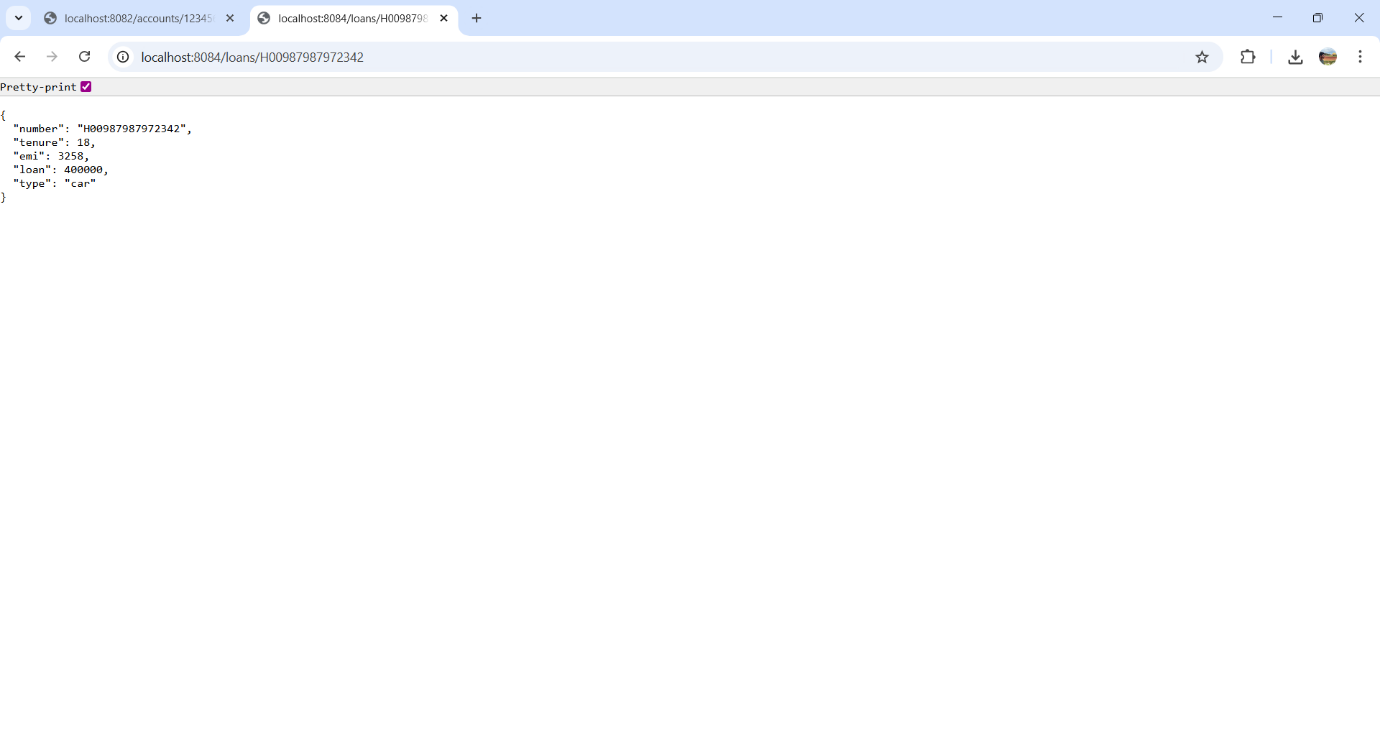 localhost:8082/accounts/12345
localhost:8084/loans/H0098798
localhost:8084/loans/H00987987972342
Pretty-print
{
"number": "H00987987972342",
"tenure": 18,
"emi": 3258,
"loan": 400000,
"type": "car"
}